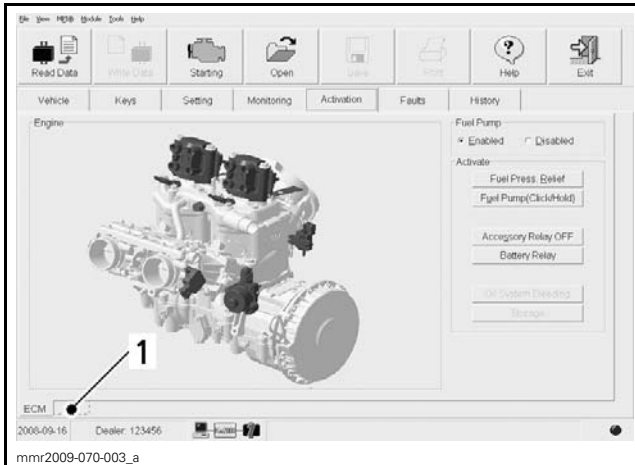 File View MPEM Module Tools Help
Read Data
Write Data
Starting
Open
Save
Print
Help
Exit
Vehicle Keys Setting Monitoring Activation Faults History
Engine
Fuel Pump
Enabled Disabled
Activate
Fuel Press. Relief
Fuel Pump(Click/Hold)
Accessory Relay OFF
Battery Relay
Oil System Bleeding
Storage
1
ECM
2008-09-16 Dealer: 123456
mmr2009-070-003_a